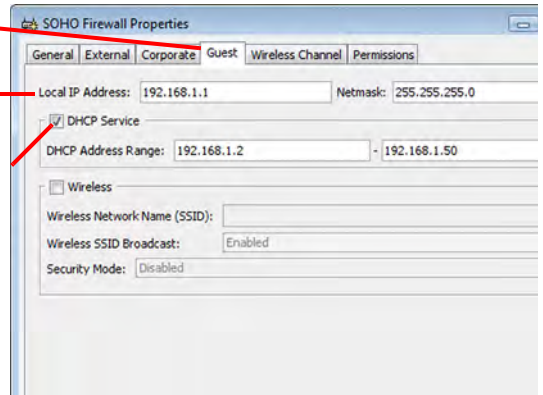 SOHO Firewall Properties
General External Corporate Guest Wireless Channel Permissions
Local IP Address: 192.168.1.1 Netmask: 255.255.255.0
DHCP Service
DHCP Address Range: 192.168.1.2 - 192.168.1.50
Wireless
Wireless Network Name (SSID):
Wireless SSID Broadcast: Enabled
Security Mode: Disabled